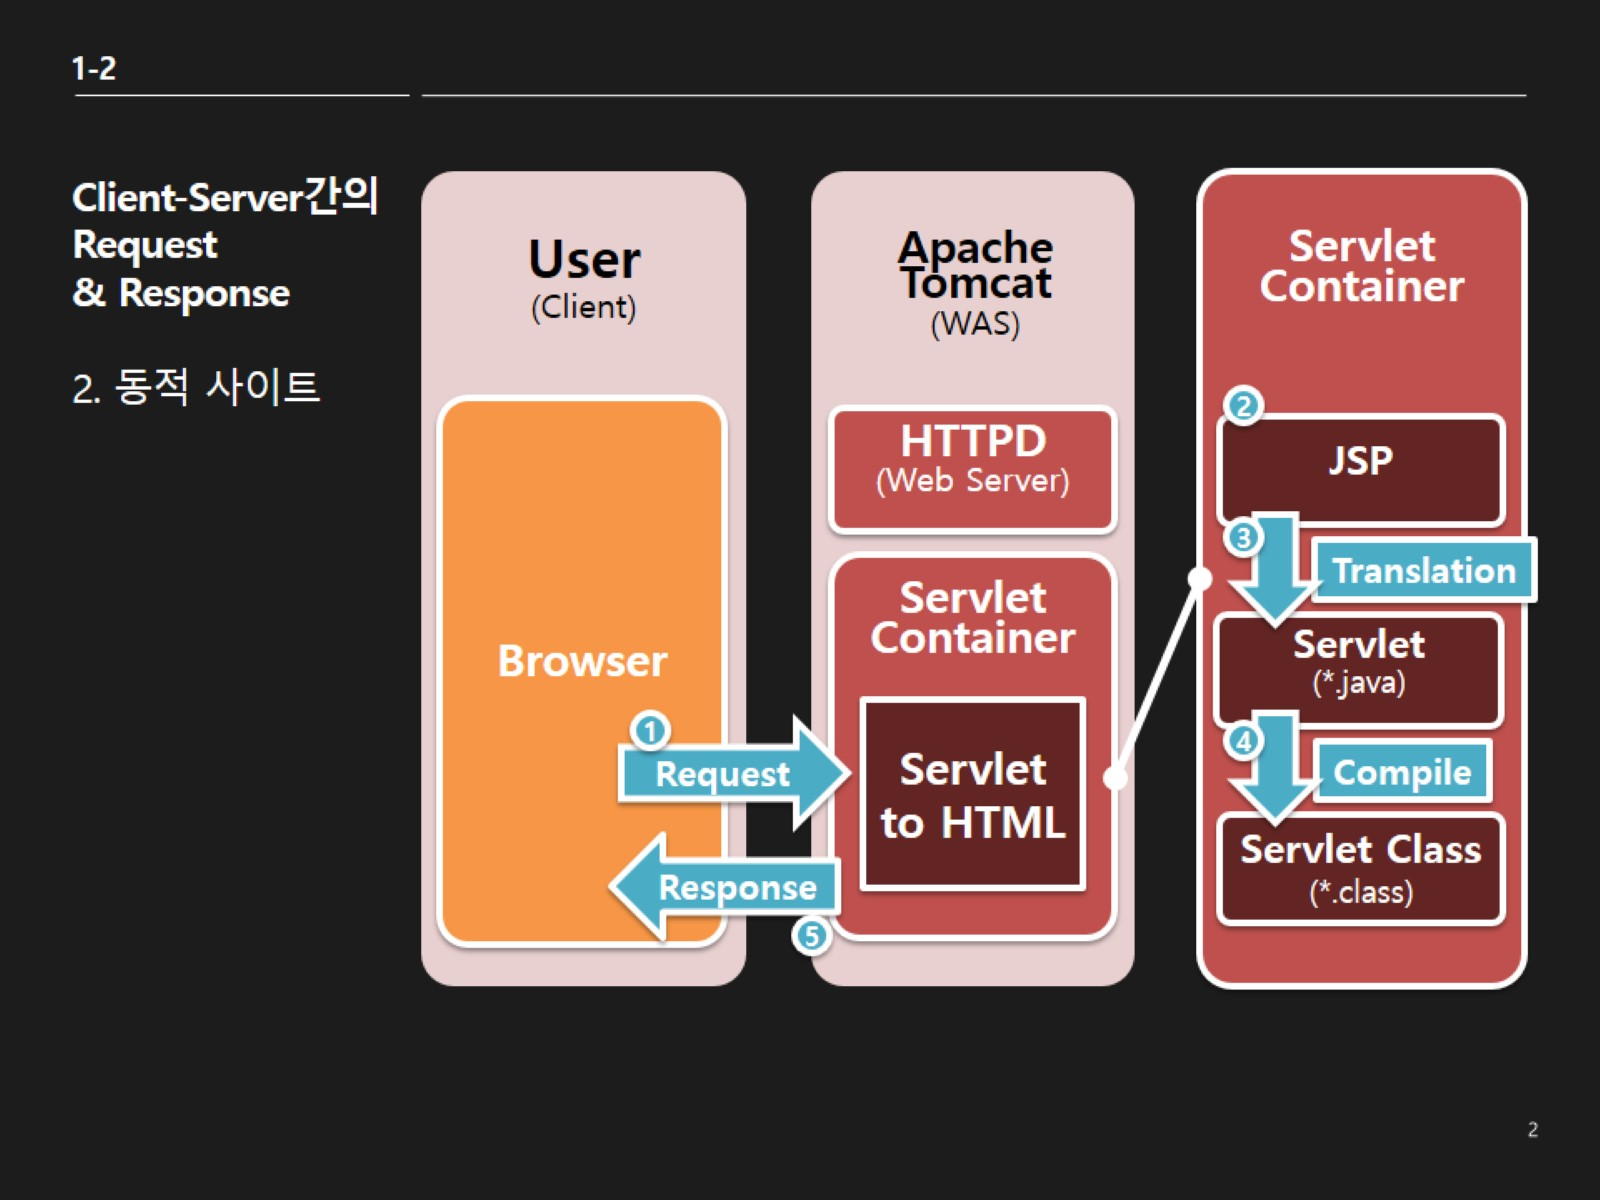 1-2
Client-Server간의
Request
& Response
2. 동적 사이트
User
(Client)
Browser
1
Request
Response
5
Apache
Tomcat
(WAS)
HTTPD
(Web Server)
Servlet
Container
Servlet
to HTML
Servlet
Container
2
JSP
3
Translation
Servlet
(*.java)
4
Compile
Servlet Class
(*.class)
2